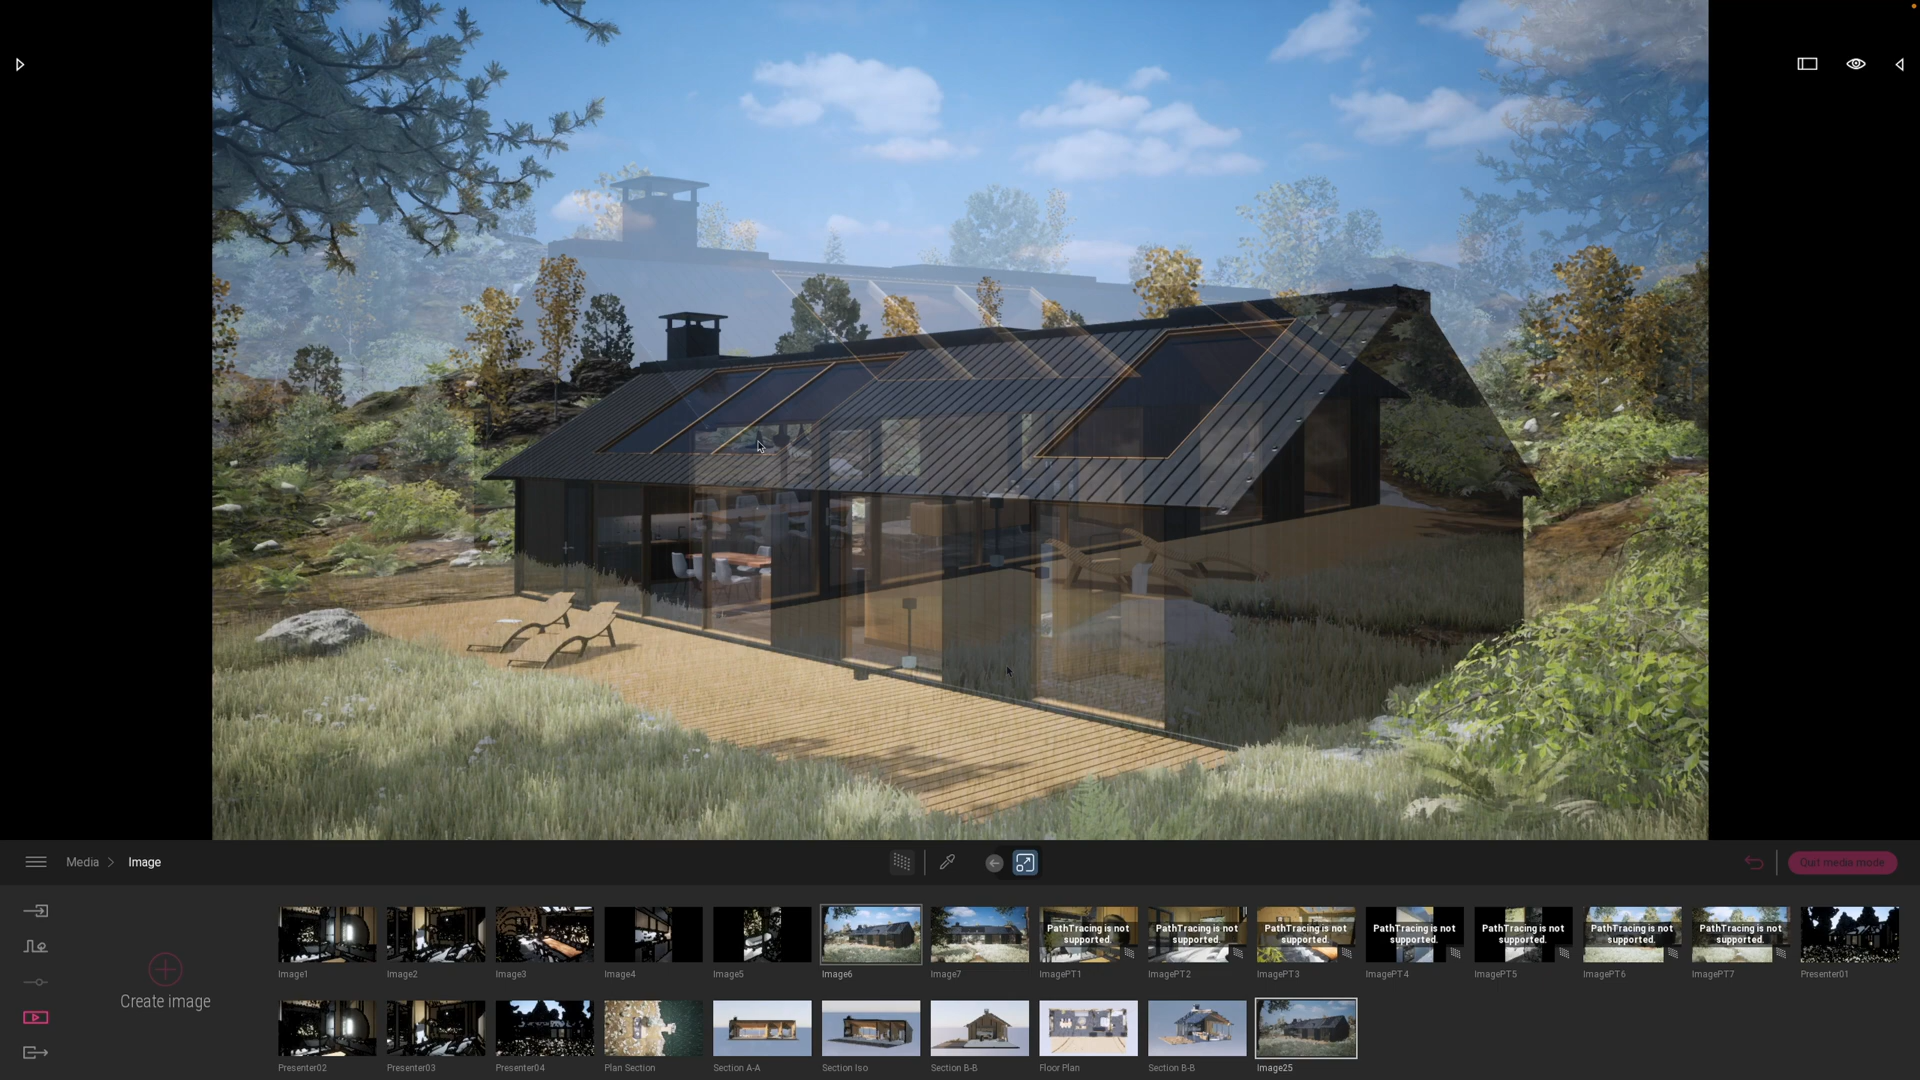 Media
Image
Quit media mode
Create image
PathTracing is not
supported.
PathTracing is not
supported.
PathTracing is not
supported.
PathTracing is not
supported.
PathTracing is not
supported.
PathTracing is not
supported.
PathTracing is not
supported.
Image1
Image2
Image3
Image4
Image5
Image6
Image7
ImagePT1
ImagePT2
ImagePT3
ImagePT4
ImagePT5
ImagePT6
ImagePT7
Presenter01
Presenter02
Presenter03
Presenter04
Plan Section
Section A-A
Section Iso
Section B-B
Floor Plan
Section B-B
Image25